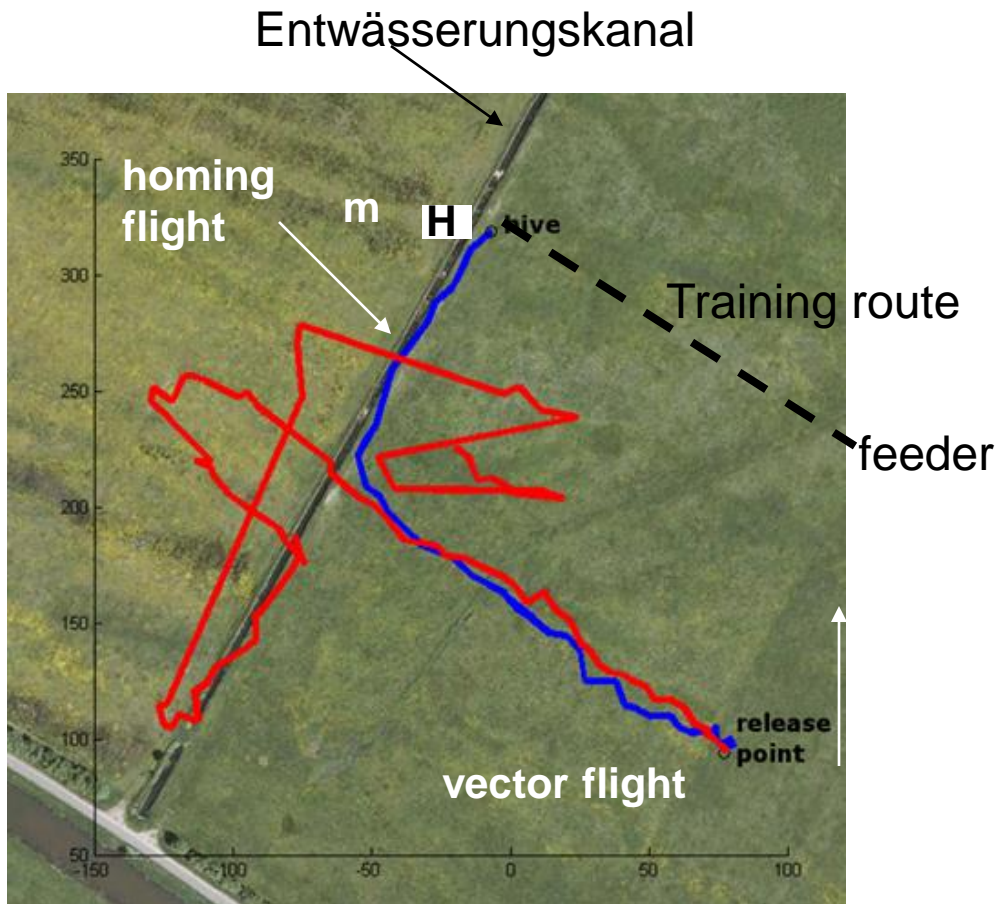 Entwässerungskanal
350
homing
flight
m
H
hive
300
Training route
250
feeder
200
150
release
point
100
vector flight
50
-150
-100
-50
0
50
100